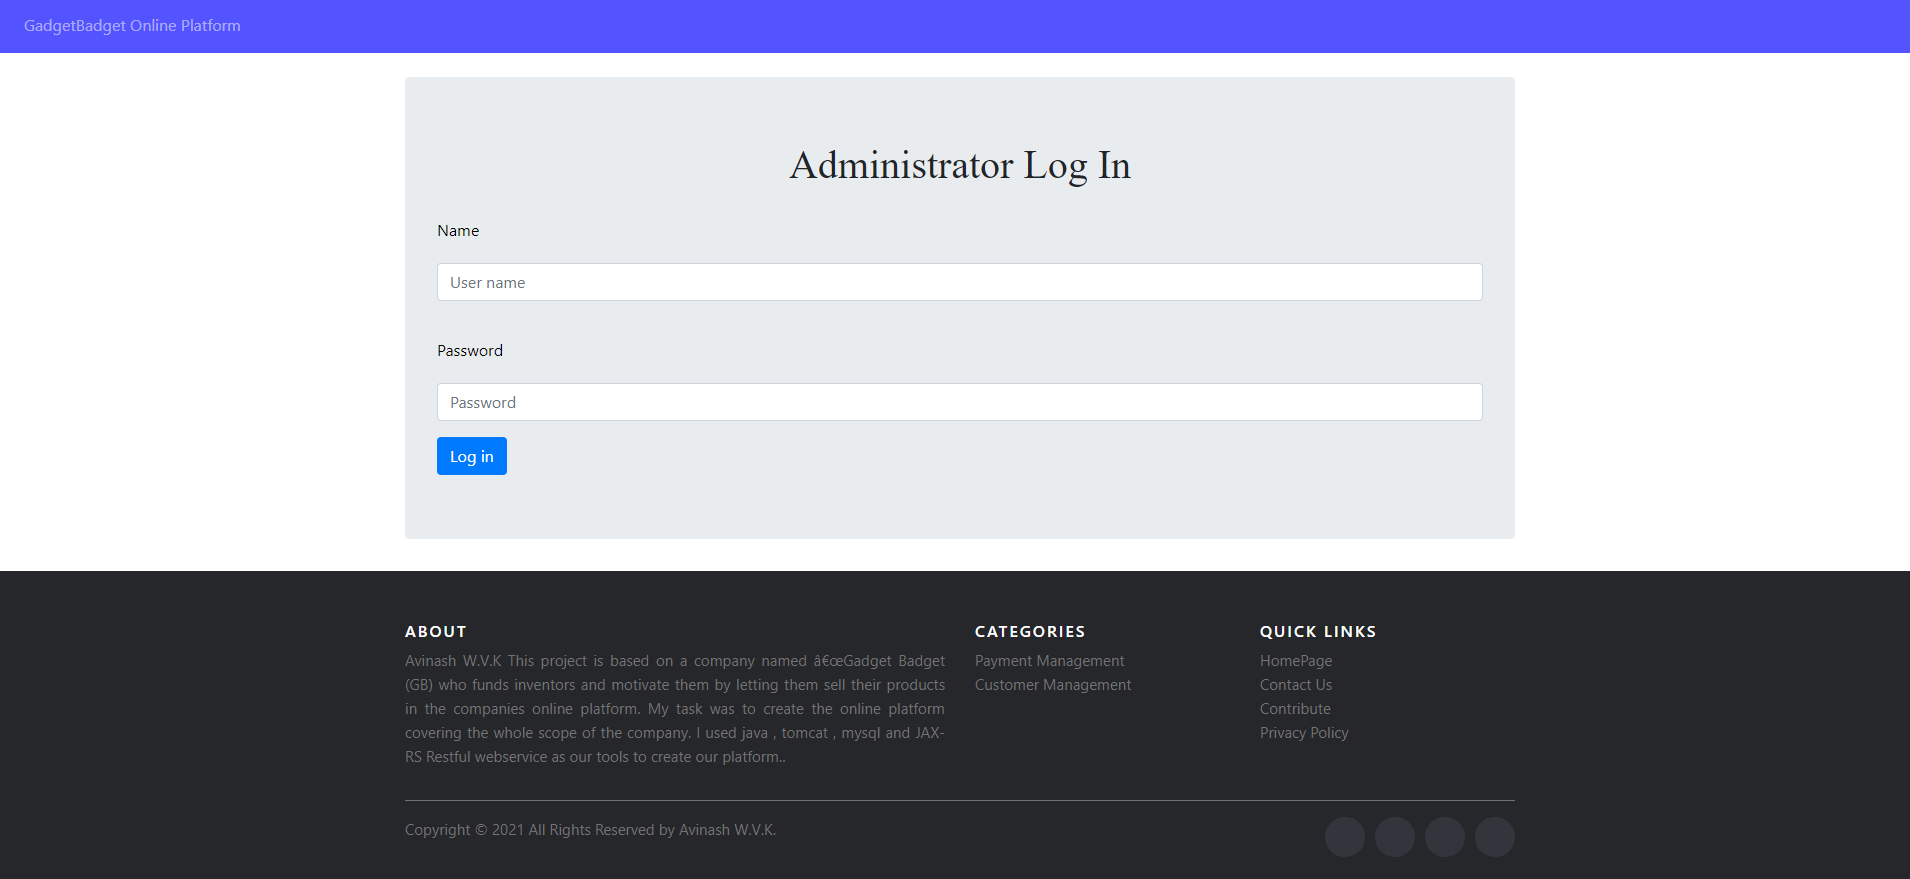 GadgetBadget Online Platform
Administrator Log In
Name
User name
Password
Password
Log in
ABOUT
Avinash W.V.K This project is based on a company named â€œGadget Badget
(GB) who funds inventors and motivate them by letting them sell their products
in the companies online platform. My task was to create the online platform
covering the whole scope of the company. I used java , tomcat , mysql and JAX-
RS Restful webservice as our tools to create our platform..
CATEGORIES
Payment Management
Customer Management
QUICK LINKS
HomePage
Contact Us
Contribute
Privacy Policy
Copyright © 2021 All Rights Reserved by Avinash W.V.K.